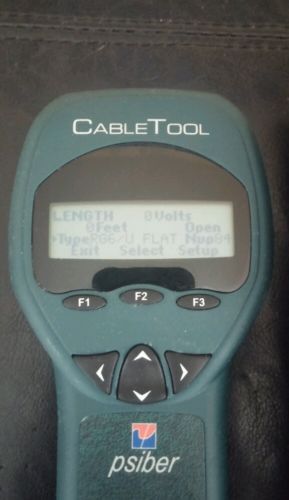 CABLETOOL
LENGTH 0Volts
0Feet Open
▸Type RG6/U FLAT Nvp84
Exit Select Setup
F1 F2 F3
psiber